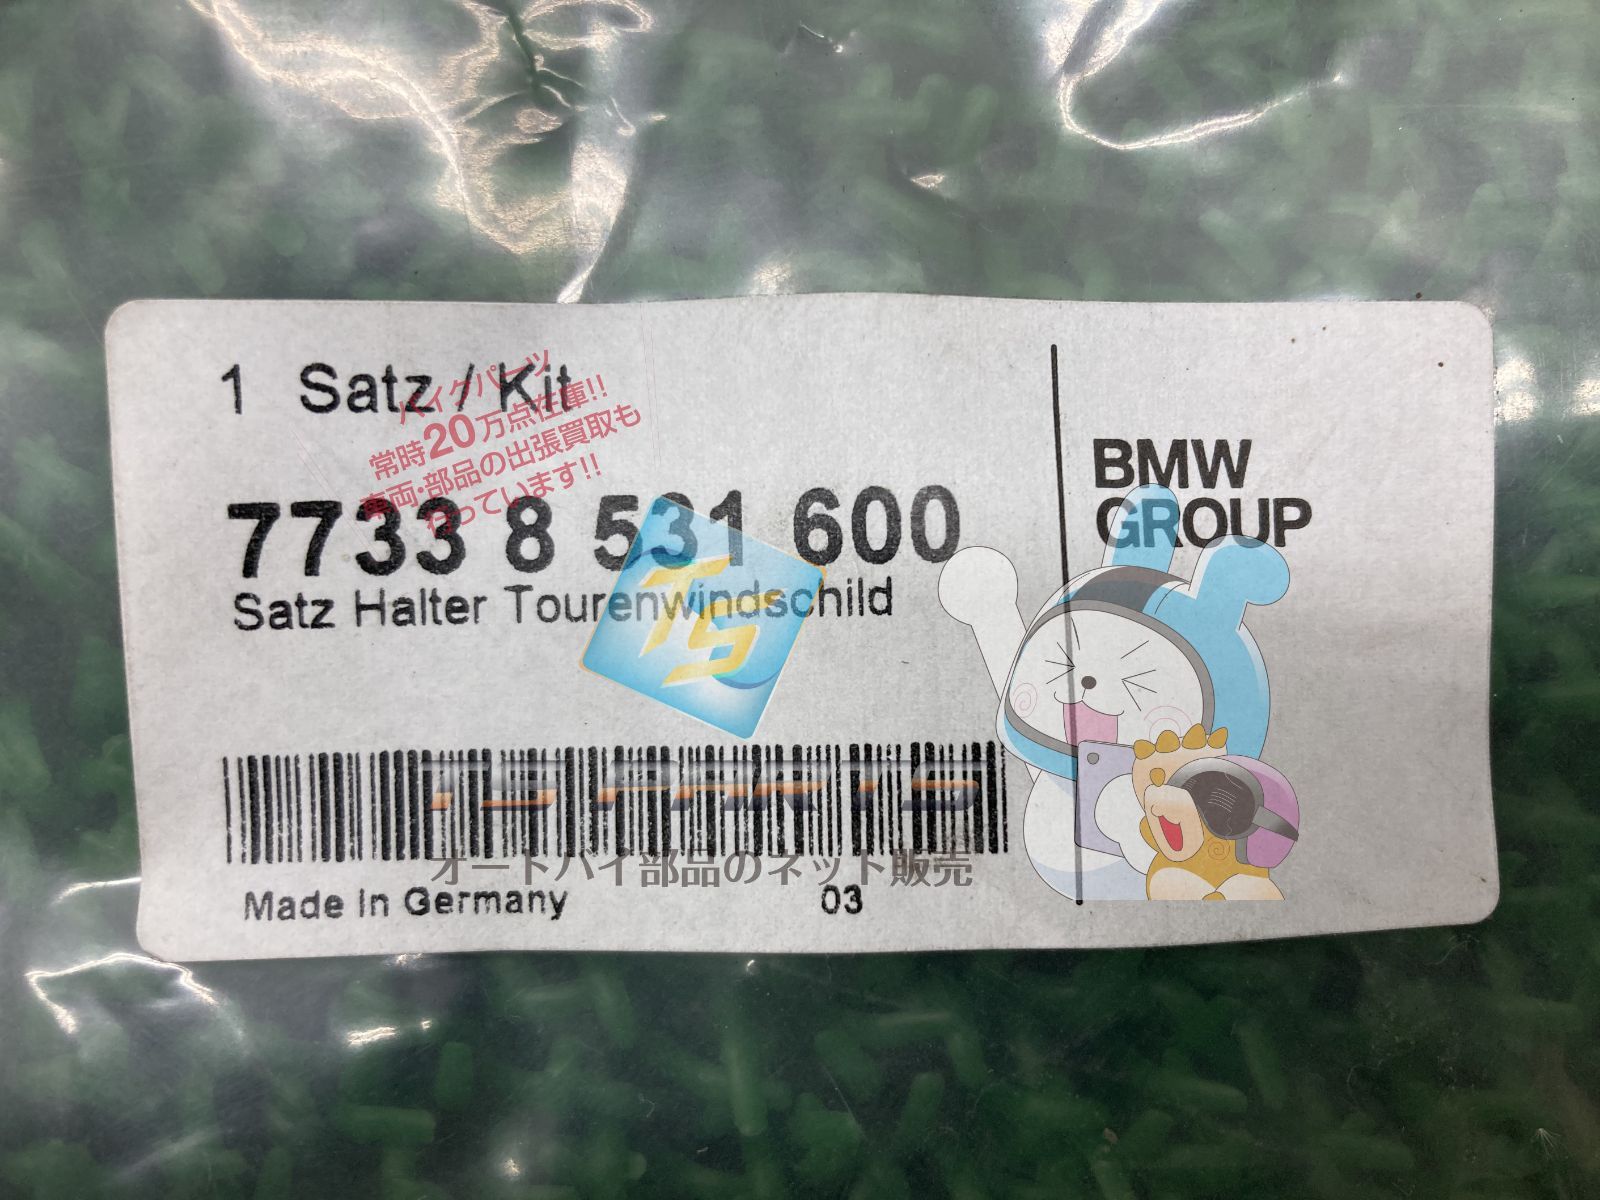 1 Satz / Kit
バイクパーツ
常時20万点在庫!!
車両・部品の出張買取も
行っています!!
7733 8 531 600
Satz Halter Tourenwindschild
BMW
GROUP
TS
TS PARTS
オートバイ部品のネット販売
Made in Germany 03